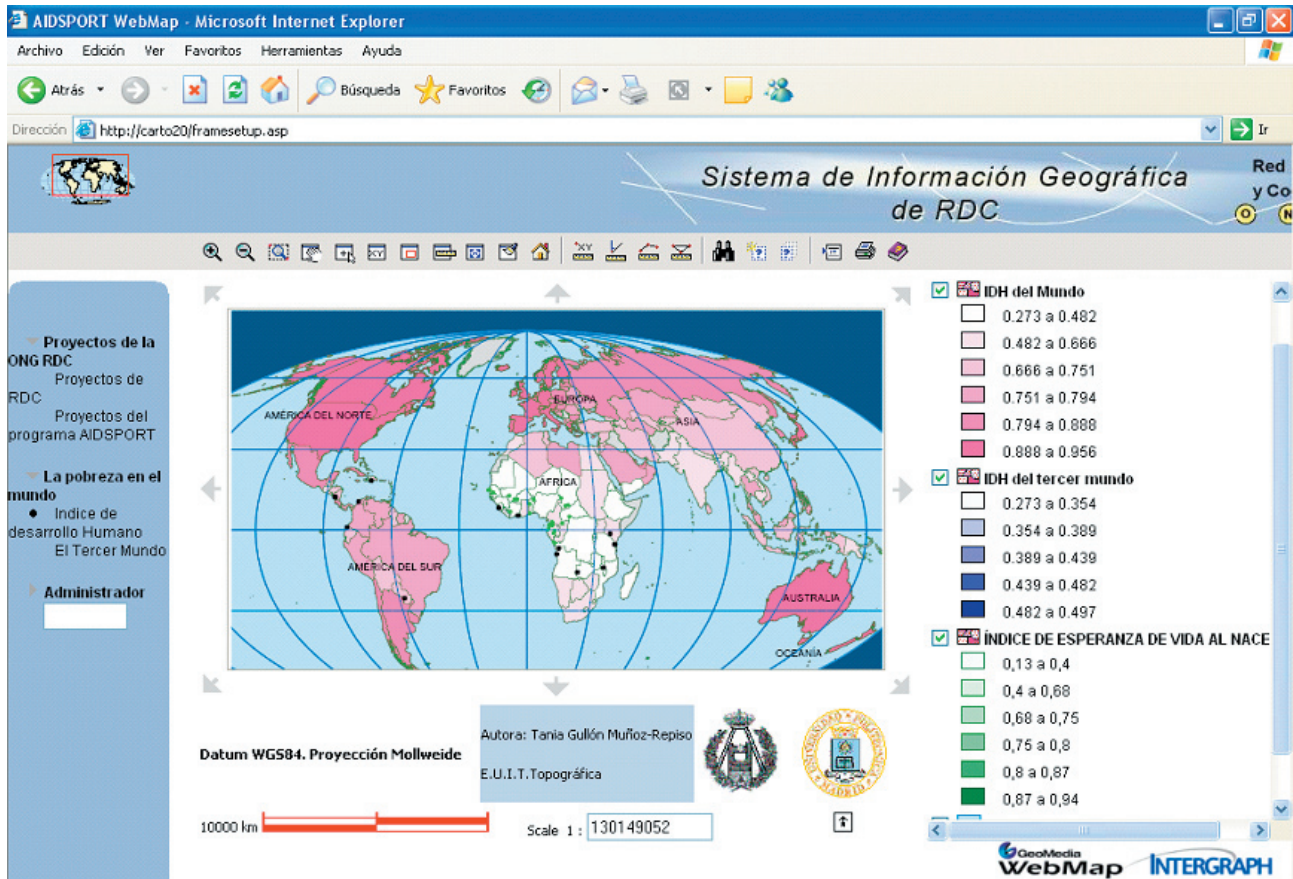 AIDSPORT WebMap - Microsoft Internet Explorer
Archivo Edición Ver Favoritos Herramientas Ayuda
Atrás Búsqueda Favoritos
Dirección http://carto20/framesetup.asp Ir
Sistema de Información Geográfica
de RDC
Red
y Co
O N
Proyectos de la
ONG RDC
Proyectos de
RDC
Proyectos del
programa AIDSPORT
La pobreza en el
mundo
Indice de
desarrollo Humano
El Tercer Mundo
Administrador
AMÉRICA DEL NORTE
EUROPA
ASIA
AFRICA
AMÉRICA DEL SUR
AUSTRALIA
OCEANÍA
IDH del Mundo
0.273 a 0.482
0.482 a 0.666
0.666 a 0.751
0.751 a 0.794
0.794 a 0.888
0.888 a 0.956
IDH del tercer mundo
0.273 a 0.354
0.354 a 0.389
0.389 a 0.439
0.439 a 0.482
0.482 a 0.497
ÍNDICE DE ESPERANZA DE VIDA AL NACE
0,13 a 0,4
0,4 a 0,68
0,68 a 0,75
0,75 a 0,8
0,8 a 0,87
0,87 a 0,94
Datum WGS84. Proyección Mollweide
Autora: Tania Gullón Muñoz-Repiso
E.U.I.T.Topográfica
10000 km
Scale 1 : 130149052
GeoMedia
WebMap
INTERGRAPH